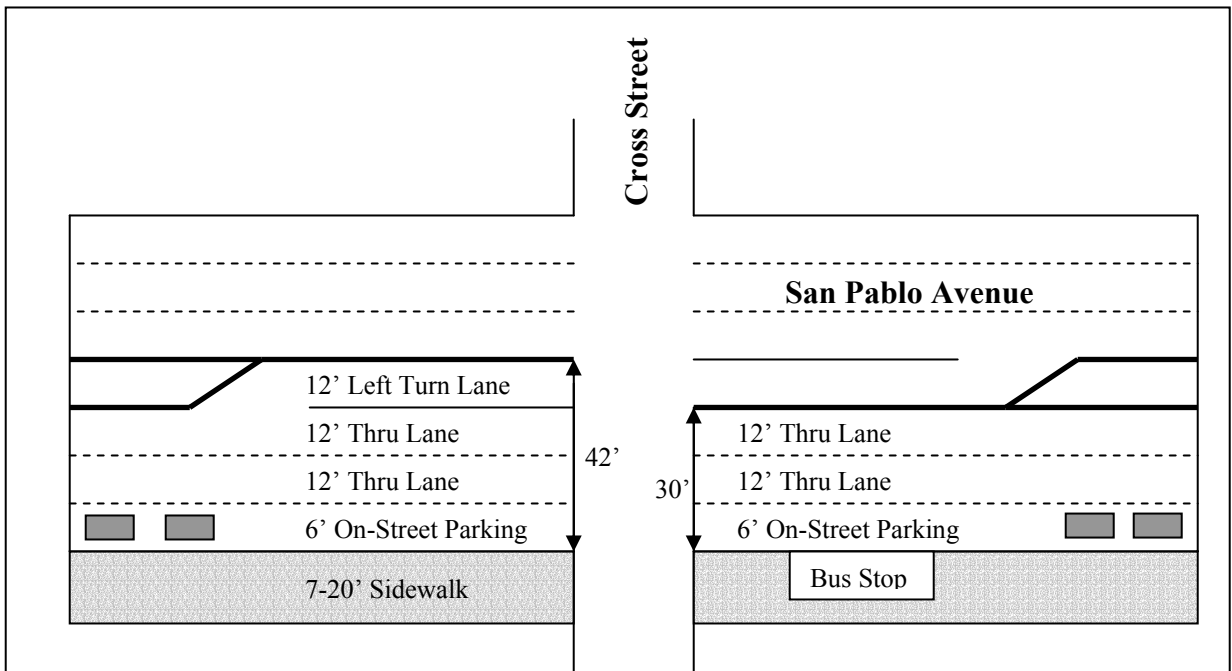 Cross Street
San Pablo Avenue
12’ Left Turn Lane
12’ Thru Lane
12’ Thru Lane
42’
30’
12’ Thru Lane
12’ Thru Lane
6’ On-Street Parking
6’ On-Street Parking
7-20’ Sidewalk
Bus Stop